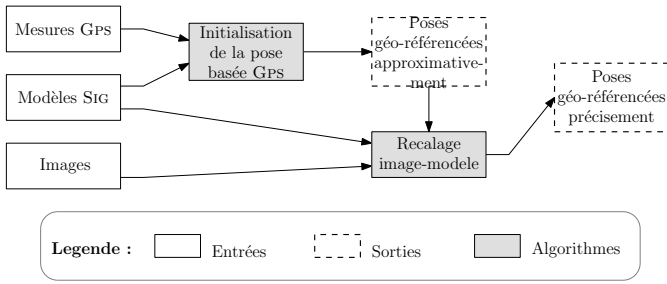 Mesures GPS
Initialisation
de la pose
basée GPS
Poses
géo-référencées
approximative-
ment
Modèles SIG
Poses
géo-référencées
précisement
Images
Recalage
image-modele
Legende :
Entrées
Sorties
Algorithmes